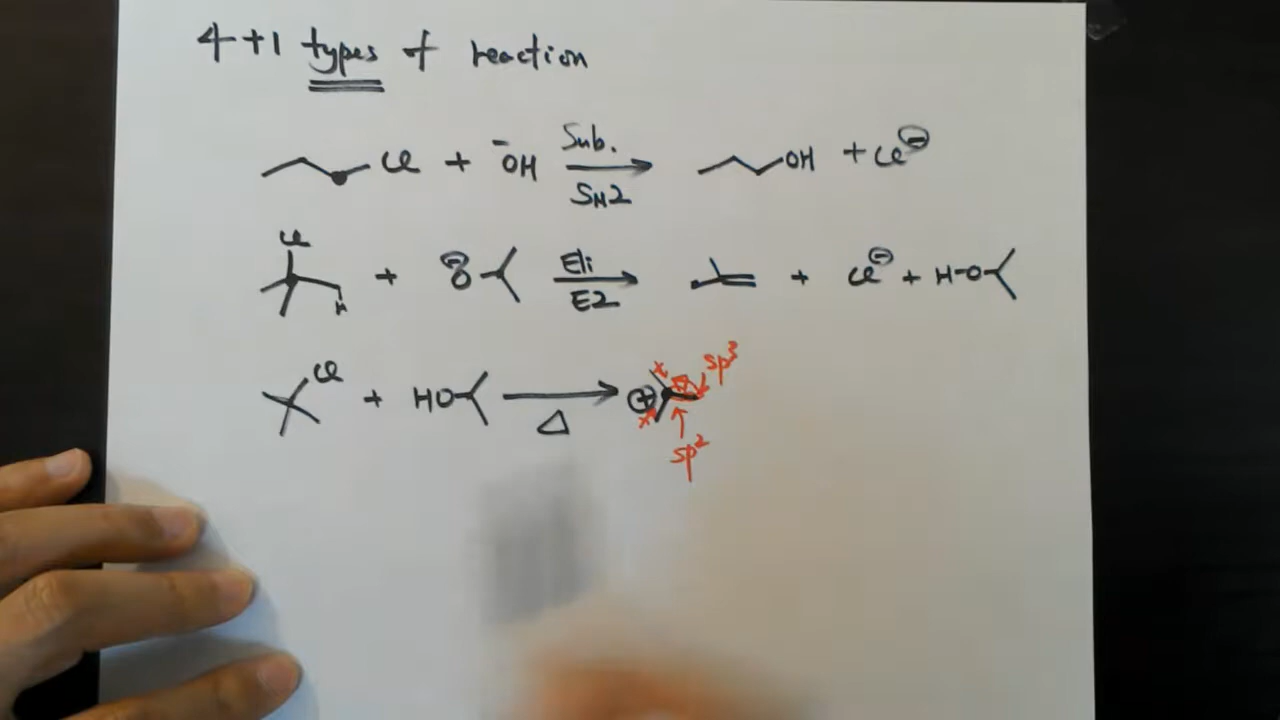 4+1 types of reaction
Cl + ⁻OH Sub. SN2 OH + Cl⊖
Cl H + ⊖O Eli E2 + Cl⊖ + H-O
Cl + HO Δ ⊕ sp³ sp²